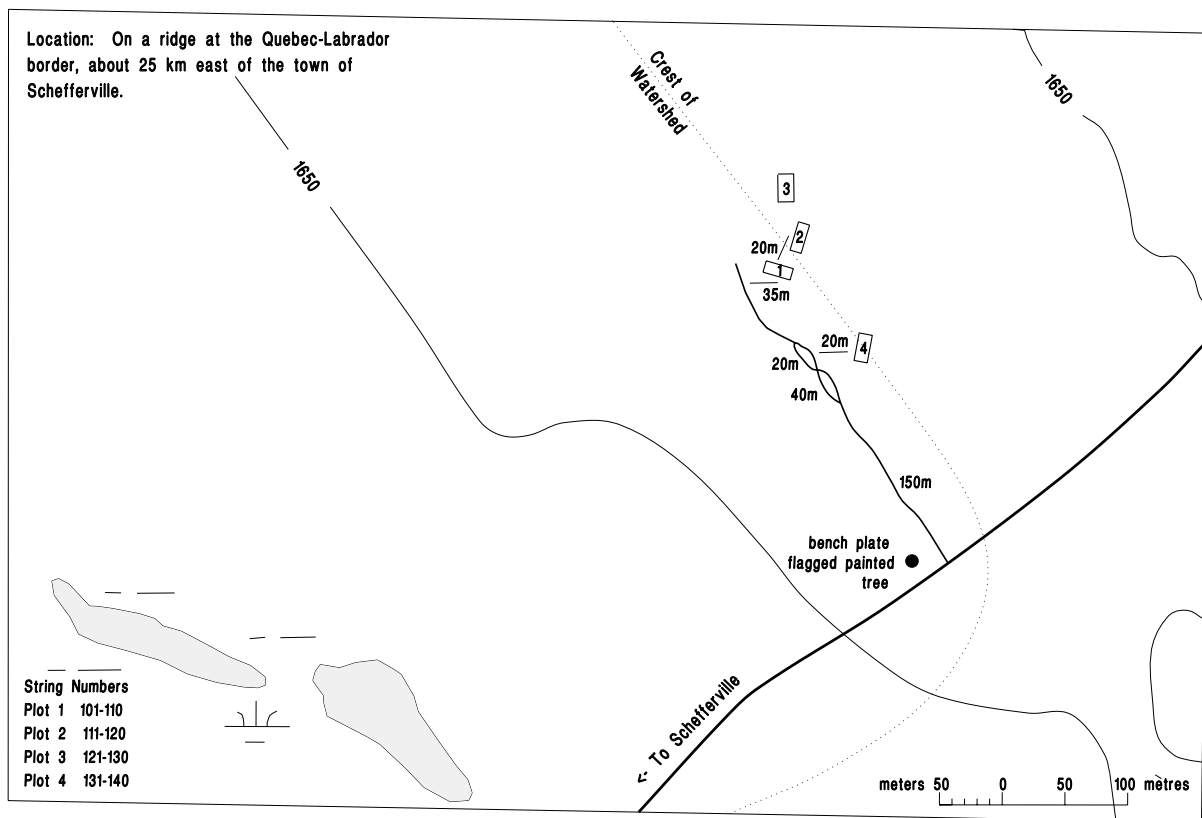 Location: On a ridge at the Quebec-Labrador
border, about 25 km east of the town of
Schefferville.
Crest of
Watershed
1650
1650
3
2
20m
1
35m
20m
4
20m
40m
150m
bench plate
flagged painted
tree
String Numbers
Plot 1 101-110
Plot 2 111-120
Plot 3 121-130
Plot 4 131-140
<- To Schefferville
meters 50 0 50 100 mètres